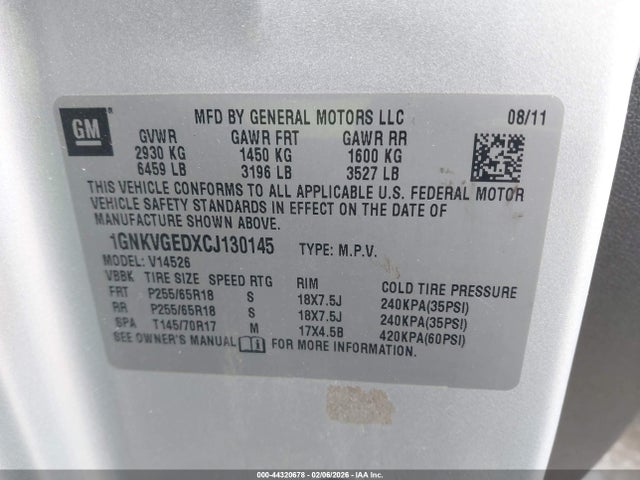 GM
MFD BY GENERAL MOTORS LLC 08/11
GVWR GAWR FRT GAWR RR
2930 KG 1450 KG 1600 KG
6459 LB 3196 LB 3527 LB
THIS VEHICLE CONFORMS TO ALL APPLICABLE U.S. FEDERAL MOTOR
VEHICLE SAFETY STANDARDS IN EFFECT ON THE DATE OF
MANUFACTURE SHOWN ABOVE.
1GNKVGEDXCJ130145 TYPE: M.P.V.
MODEL: V14526
VBBK TIRE SIZE SPEED RTG RIM COLD TIRE PRESSURE
FRT P255/65R18 S 18X7.5J 240KPA(35PSI)
RR P255/65R18 S 18X7.5J 240KPA(35PSI)
SPA T145/70R17 M 17X4.5B 420KPA(60PSI)
SEE OWNER'S MANUAL FOR MORE INFORMATION.
000-44320678 - 02/06/2026 - IAA Inc.